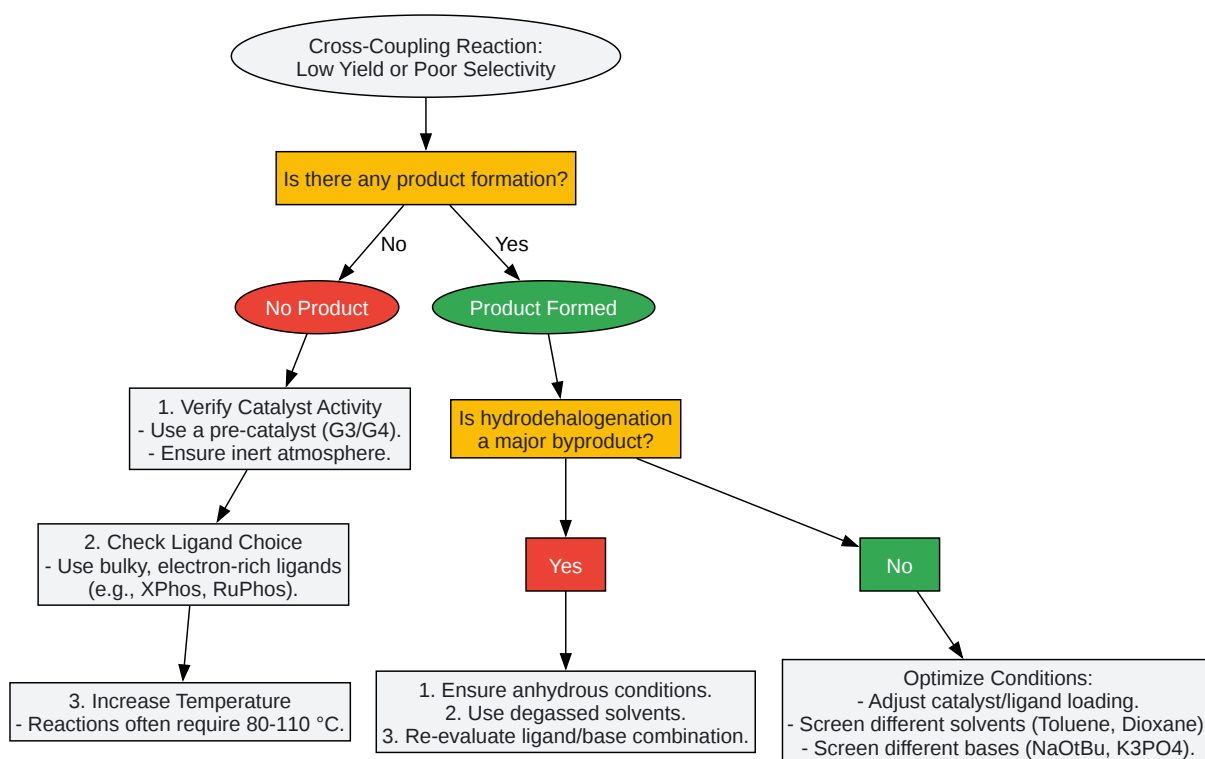 Cross-Coupling Reaction:
Low Yield or Poor Selectivity
Is there any product formation?
No
Yes
No Product
Product Formed
1. Verify Catalyst Activity
- Use a pre-catalyst (G3/G4).
- Ensure inert atmosphere.
Is hydrodehalogenation
a major byproduct?
2. Check Ligand Choice
- Use bulky, electron-rich ligands
(e.g., XPhos, RuPhos).
Yes
No
3. Increase Temperature
- Reactions often require 80-110 °C.
1. Ensure anhydrous conditions.
2. Use degassed solvents.
3. Re-evaluate ligand/base combination.
Optimize Conditions:
- Adjust catalyst/ligand loading.
- Screen different solvents (Toluene, Dioxane)
- Screen different bases (NaOtBu, K3PO4).